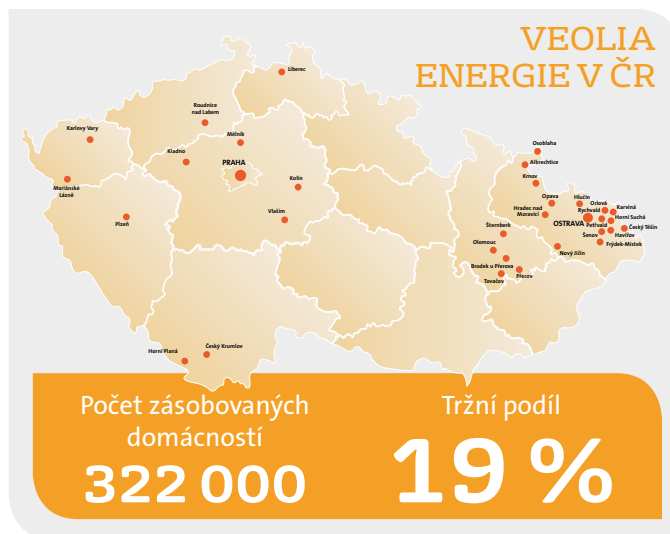 VEOLIA
ENERGIE V ČR
Liberec
Roudnice
nad Labem
Karlovy Vary
Mělník
Kladno
PRAHA
Kolín
Mariánské
Lázně
Plzeň
Vlašim
Osoblaha
Albrechtice
Krnov
Opava
Hlučín
Orlová
Karviná
Rychvald
Hradec nad
Moravicí
Horní Suchá
OSTRAVA
Petřvald
Český Těšín
Šternberk
Šenov
Havířov
Olomouc
Frýdek-Místek
Nový Jičín
Brodek u Přerova
Přerov
Tovačov
Horní Planá
Český Krumlov
Počet zásobovaných
domácností
322 000
Tržní podíl
19 %